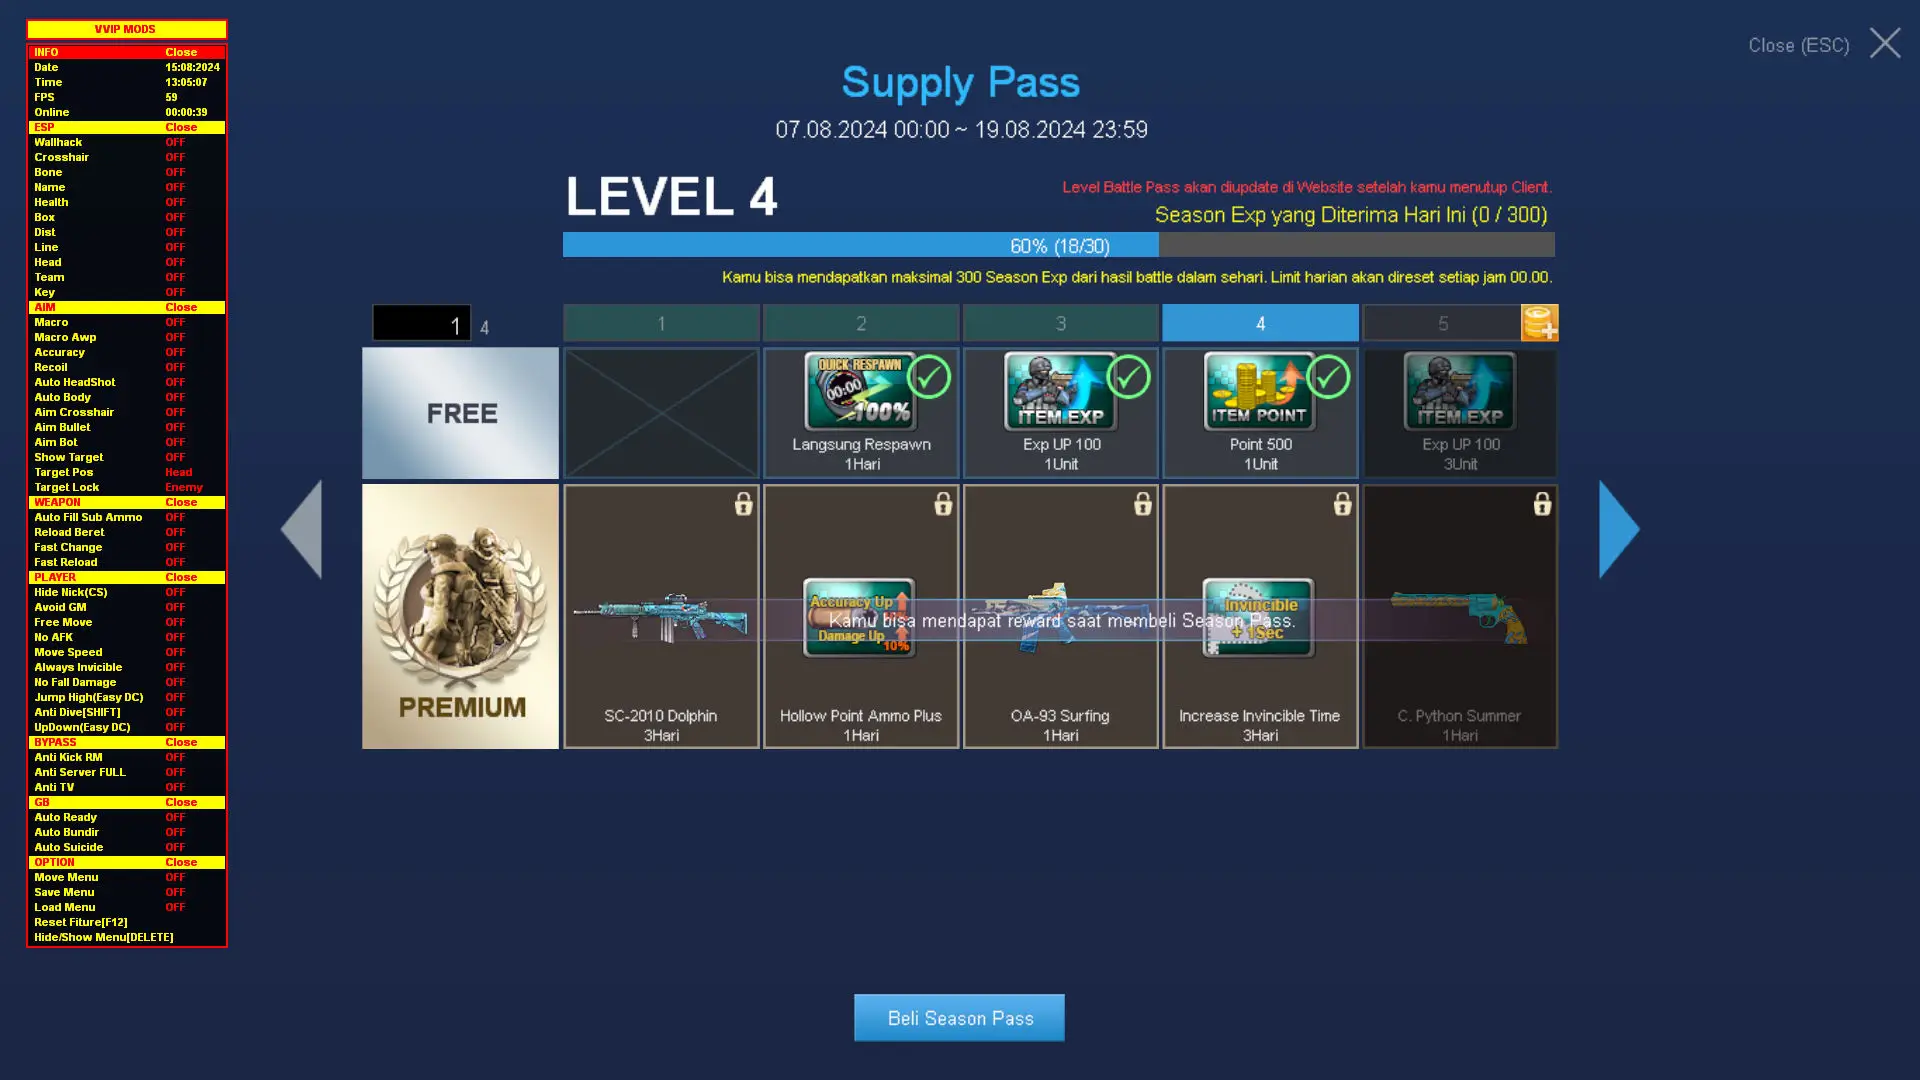 VVIP MODS
INFO Close
Date 15:08:2024
Time 13:05:07
FPS 59
Online 00:00:39
ESP Close
Wallhack OFF
Crosshair OFF
Bone OFF
Name OFF
Health OFF
Box OFF
Dist OFF
Line OFF
Head OFF
Team OFF
Key OFF
AIM Close
Macro OFF
Macro Awp OFF
Accuracy OFF
Recoil OFF
Auto HeadShot OFF
Auto Body OFF
Aim Crosshair OFF
Aim Bullet OFF
Aim Bot OFF
Show Target OFF
Target Pos Head
Target Lock Enemy
WEAPON Close
Auto Fill Sub Ammo OFF
Reload Beret OFF
Fast Change OFF
Fast Reload OFF
PLAYER Close
Hide Nick(CS) OFF
Avoid GM OFF
Free Move OFF
No AFK OFF
Move Speed OFF
Always Invicible OFF
No Fall Damage OFF
Jump High(Easy DC) OFF
Anti Dive[SHIFT] OFF
UpDown(Easy DC) OFF
BYPASS Close
Anti Kick RM OFF
Anti Server FULL OFF
Anti TV OFF
GB Close
Auto Ready OFF
Auto Bundir OFF
Auto Suicide OFF
OPTION Close
Move Menu OFF
Save Menu OFF
Load Menu OFF
Reset Fiture[F12]
Hide/Show Menu[DELETE]
Close (ESC)
Supply Pass
07.08.2024 00:00 ~ 19.08.2024 23:59
LEVEL 4
Level Battle Pass akan diupdate di Website setelah kamu menutup Client.
Season Exp yang Diterima Hari Ini (0 / 300)
60% (18/30)
Kamu bisa mendapatkan maksimal 300 Season Exp dari hasil battle dalam sehari. Limit harian akan direset setiap jam 00.00.
1 4 1 2 3 4 5
FREE
QUICK RESPAWN
00:00
100%
Langsung Respawn
1Hari
ITEM EXP
Exp UP 100
1Unit
ITEM POINT
Point 500
1Unit
ITEM EXP
Exp UP 100
3Unit
PREMIUM
SC-2010 Dolphin
3Hari
Accuracy Up
Damage Up
10%
Hollow Point Ammo Plus
1Hari
OA-93 Surfing
1Hari
Invincible
+ 1Sec
Increase Invincible Time
3Hari
C. Python Summer
1Hari
Kamu bisa mendapat reward saat membeli Season Pass.
Beli Season Pass